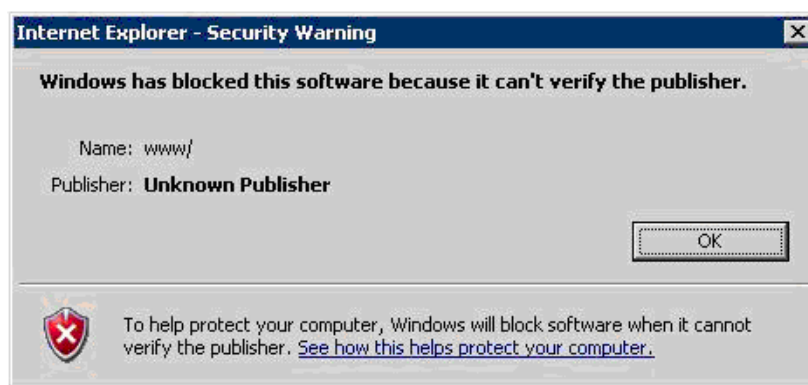 Internet Explorer - Security Warning
Windows has blocked this software because it can't verify the publisher.
Name: www/
Publisher: Unknown Publisher
OK
To help protect your computer, Windows will block software when it cannot
verify the publisher. See how this helps protect your computer.